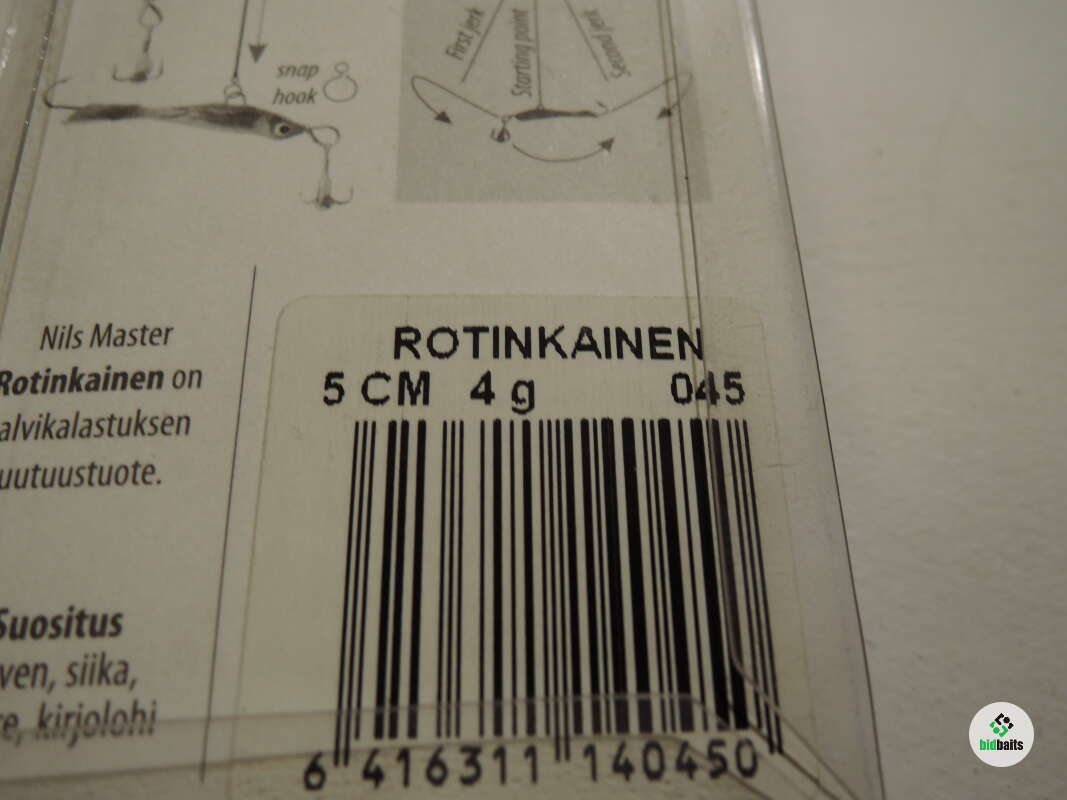 First jerk
Starting point
Second jerk
snap
hook
Nils Master
Rotinkainen on
alvikalastuksen
uutuustuote.
Suositus
ven, siika,
e, kirjolohi
ROTINKAINEN
5 CM 4 g 045
6 416311 140450
bidbaits